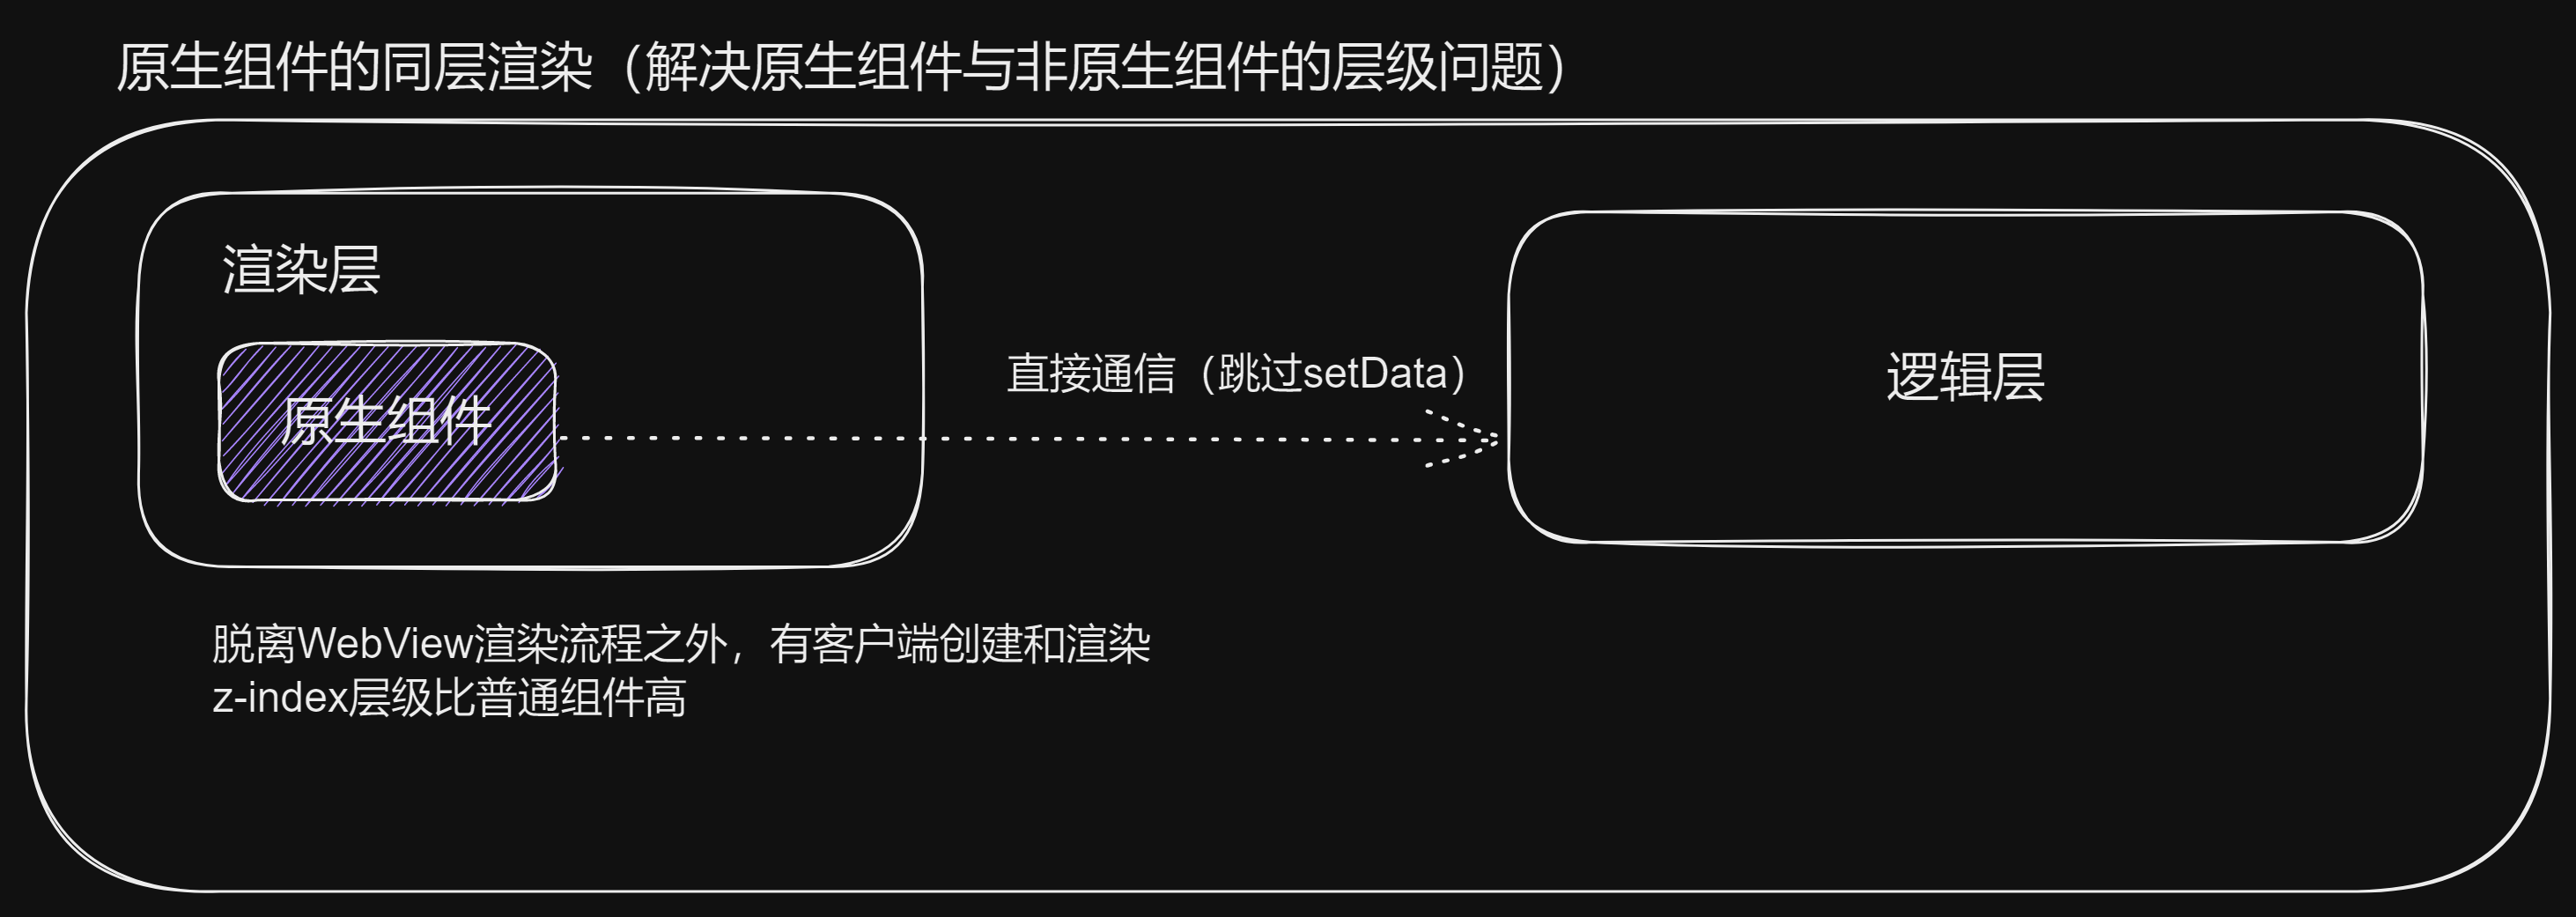 原生组件的同层渲染（解决原生组件与非原生组件的层级问题）
渲染层
原生组件
直接通信（跳过setData）
逻辑层
脱离WebView渲染流程之外，有客户端创建和渲染
z-index层级比普通组件高